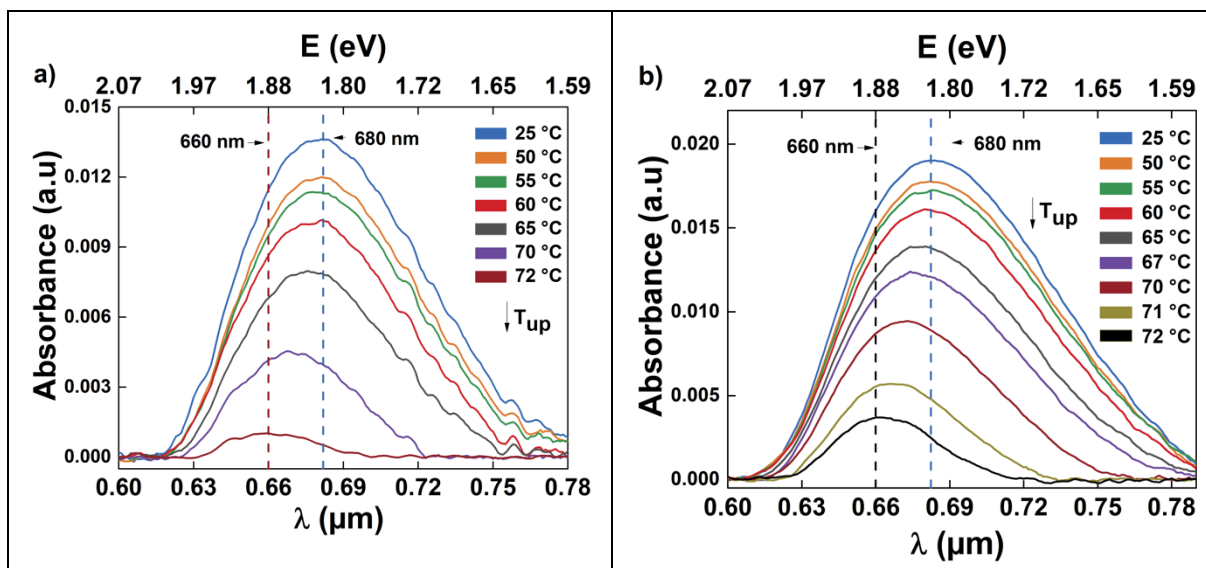 E (eV)
a)
2.07 1.97 1.88 1.80 1.72 1.65 1.59
0.015
0.012
0.009
0.006
0.003
0.000
Absorbance (a.u)
660 nm
680 nm
25 °C
50 °C
55 °C
60 °C
65 °C
70 °C
72 °C
Tup
0.60 0.63 0.66 0.69 0.72 0.75 0.78
λ (µm)
E (eV)
b)
2.07 1.97 1.88 1.80 1.72 1.65 1.59
0.020
0.015
0.010
0.005
0.000
Absorbance (a.u)
660 nm
680 nm
25 °C
50 °C
55 °C
60 °C
65 °C
67 °C
70 °C
71 °C
72 °C
Tup
0.60 0.63 0.66 0.69 0.72 0.75 0.78
λ (µm)